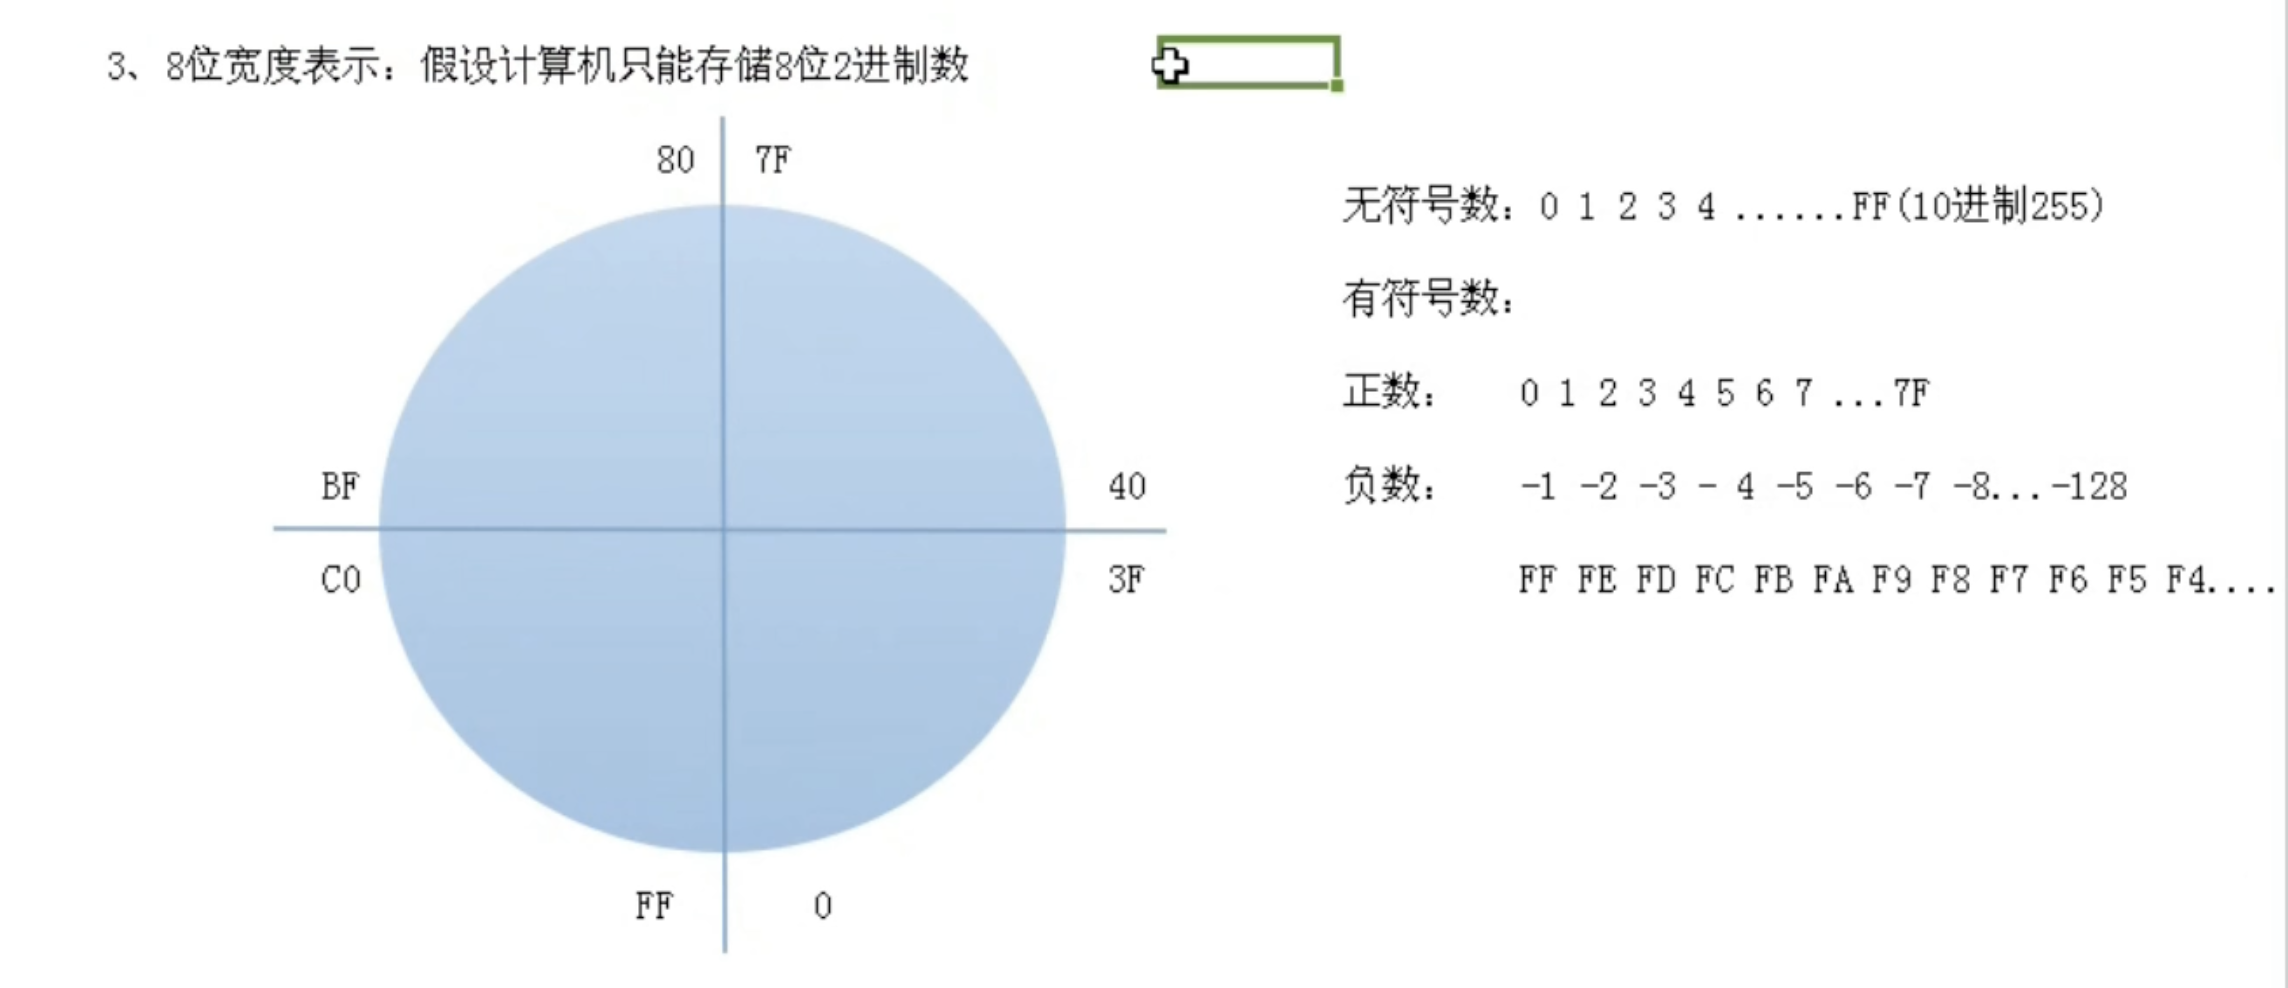 3、8位宽度表示：假设计算机只能存储8位2进制数
80 7F
BF 40
C0 3F
FF 0
无符号数：0 1 2 3 4 ......FF(10进制255)
有符号数：
正数： 0 1 2 3 4 5 6 7 ...7F
负数： -1 -2 -3 - 4 -5 -6 -7 -8...-128
FF FE FD FC FB FA F9 F8 F7 F6 F5 F4....